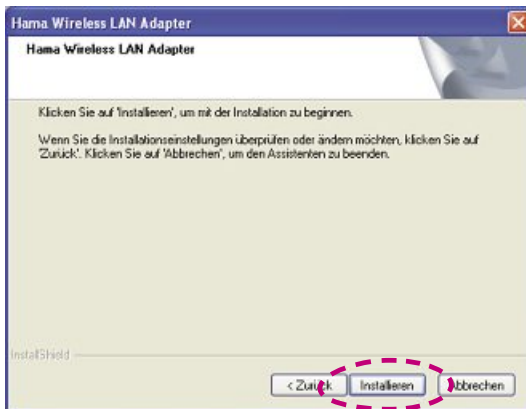 Hama Wireless LAN Adapter
Hama Wireless LAN Adapter
Klicken Sie auf 'Installieren', um mit der Installation zu beginnen.
Wenn Sie die Installationseinstellungen überprüfen oder ändern möchten, klicken Sie auf
'Zurück'. Klicken Sie auf 'Abbrechen', um den Assistenten zu beenden.
InstallShield
< Zurück Installieren Abbrechen